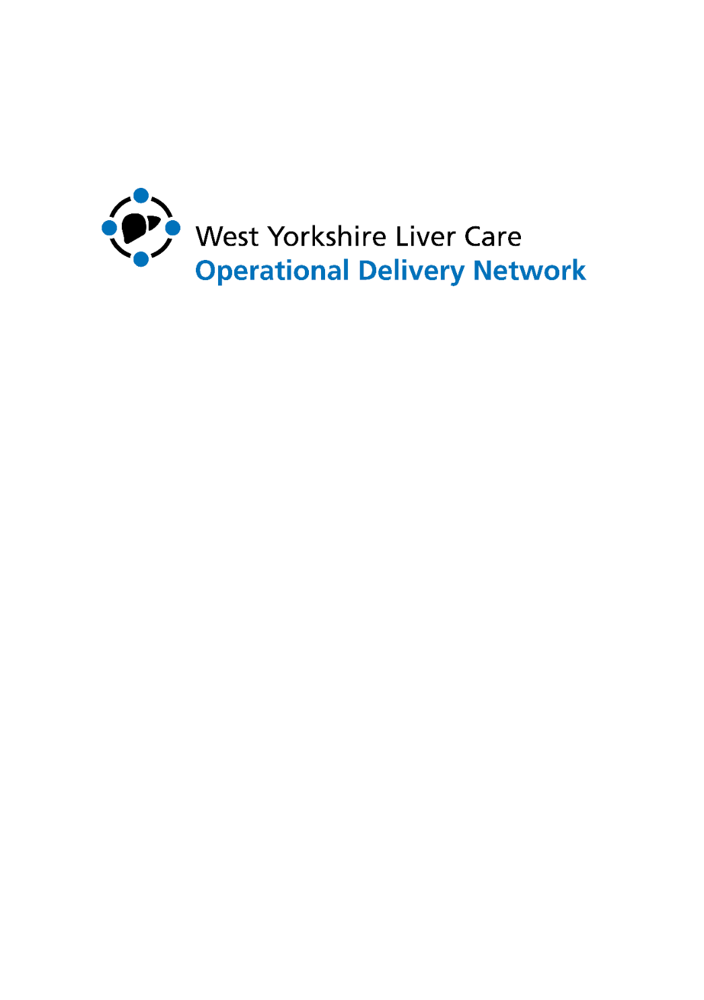 West Yorkshire Liver Care
Operational Delivery Network